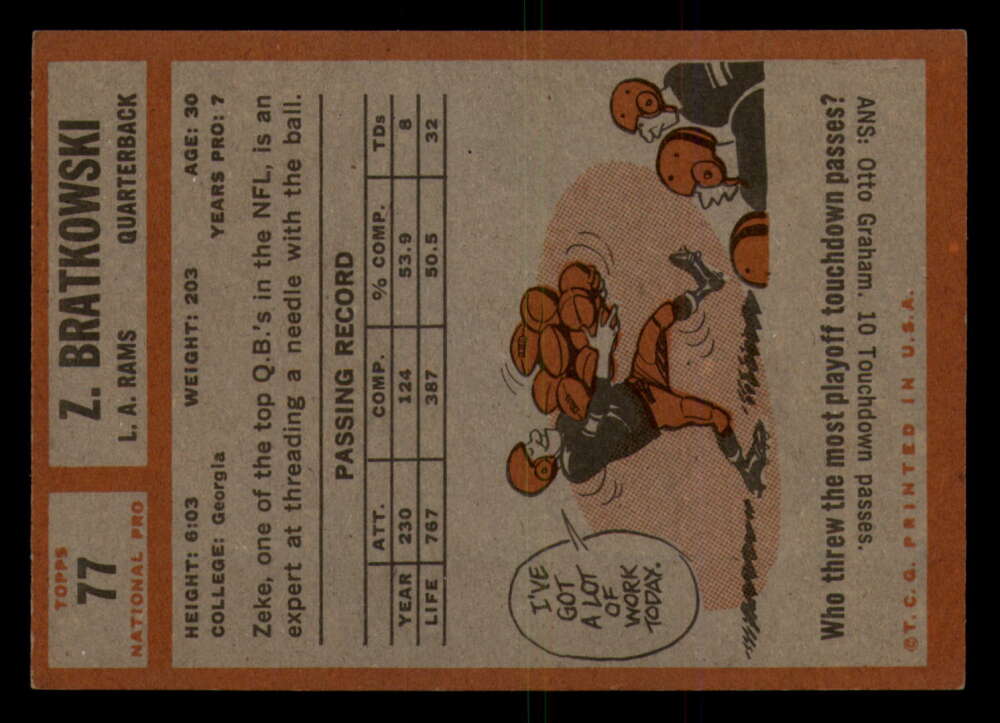 TOPPS
77
NATIONAL PRO
Z. BRATKOWSKI
L. A. RAMS QUARTERBACK
HEIGHT: 6:03 WEIGHT: 203 AGE: 30
COLLEGE: Georgia YEARS PRO: 7
Zeke, one of the top Q.B.'s in the NFL, is an
expert at threading a needle with the ball.
PASSING RECORD
ATT. COMP. % COMP. TDs
YEAR 230 124 53.9 8
LIFE 767 387 50.5 32
I'VE
GOT
A LOT
OF
WORK
TODAY.
Who threw the most playoff touchdown passes?
ANS: Otto Graham. 10 Touchdown passes.
©T. C. G. PRINTED IN U.S.A.